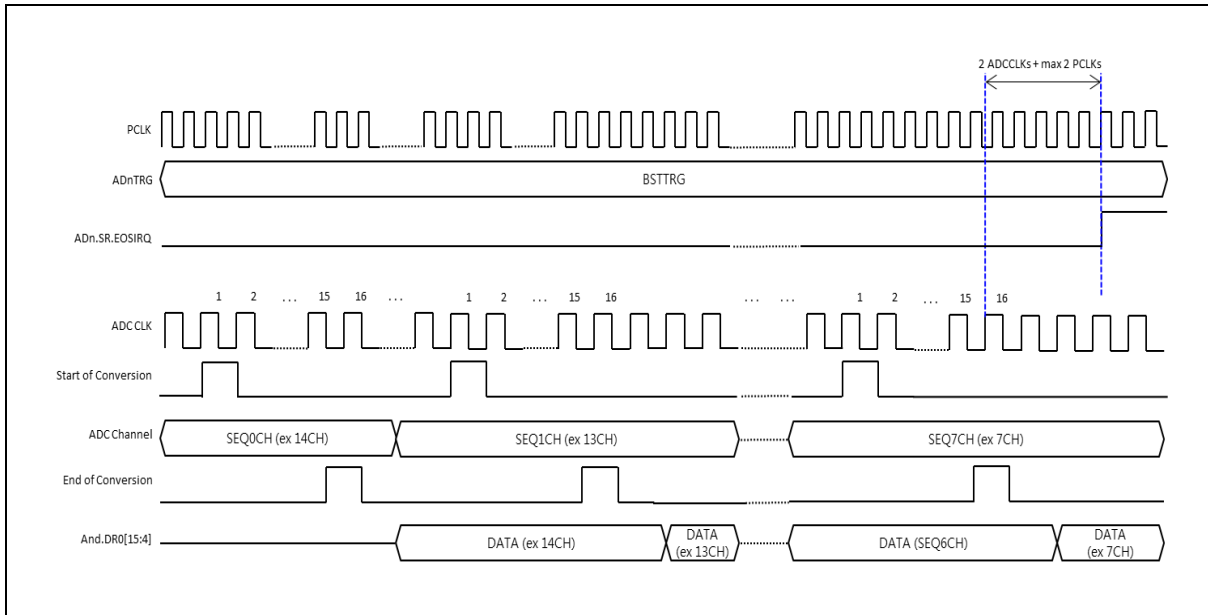 2 ADCCLKs + max 2 PCLKs
PCLK
ADnTRG
BSTTRG
ADn.SR.EOSIRQ
1 2 ... 15 16 ... 1 2 ... 15 16 ... ... 1 2 ... 15 16
ADC CLK
Start of Conversion
ADC Channel
SEQ0CH (ex 14CH)
SEQ1CH (ex 13CH)
SEQ7CH (ex 7CH)
End of Conversion
And.DR0[15:4]
DATA (ex 14CH)
DATA
(ex 13CH)
DATA (SEQ6CH)
DATA
(ex 7CH)